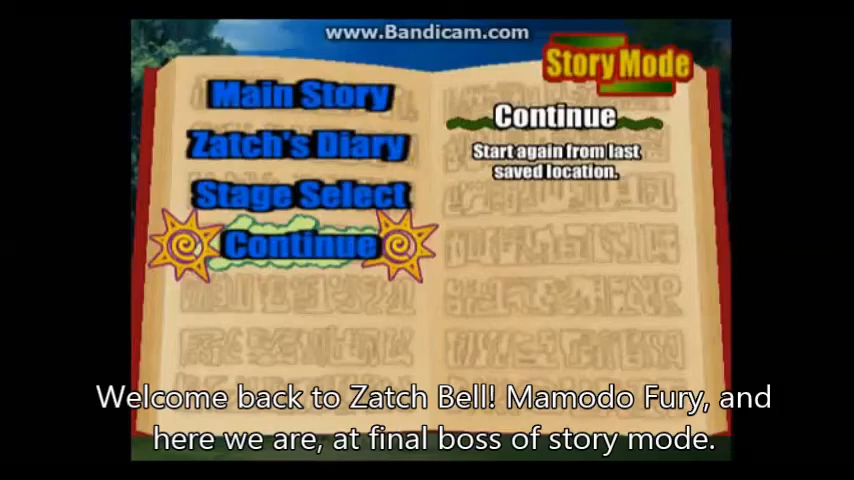 www.Bandicam.com
Story Mode
Main Story
Zatch's Diary
Stage Select
Continue
Continue
Start again from last
saved location.
Welcome back to Zatch Bell! Mamodo Fury, and
here we are, at final boss of story mode.